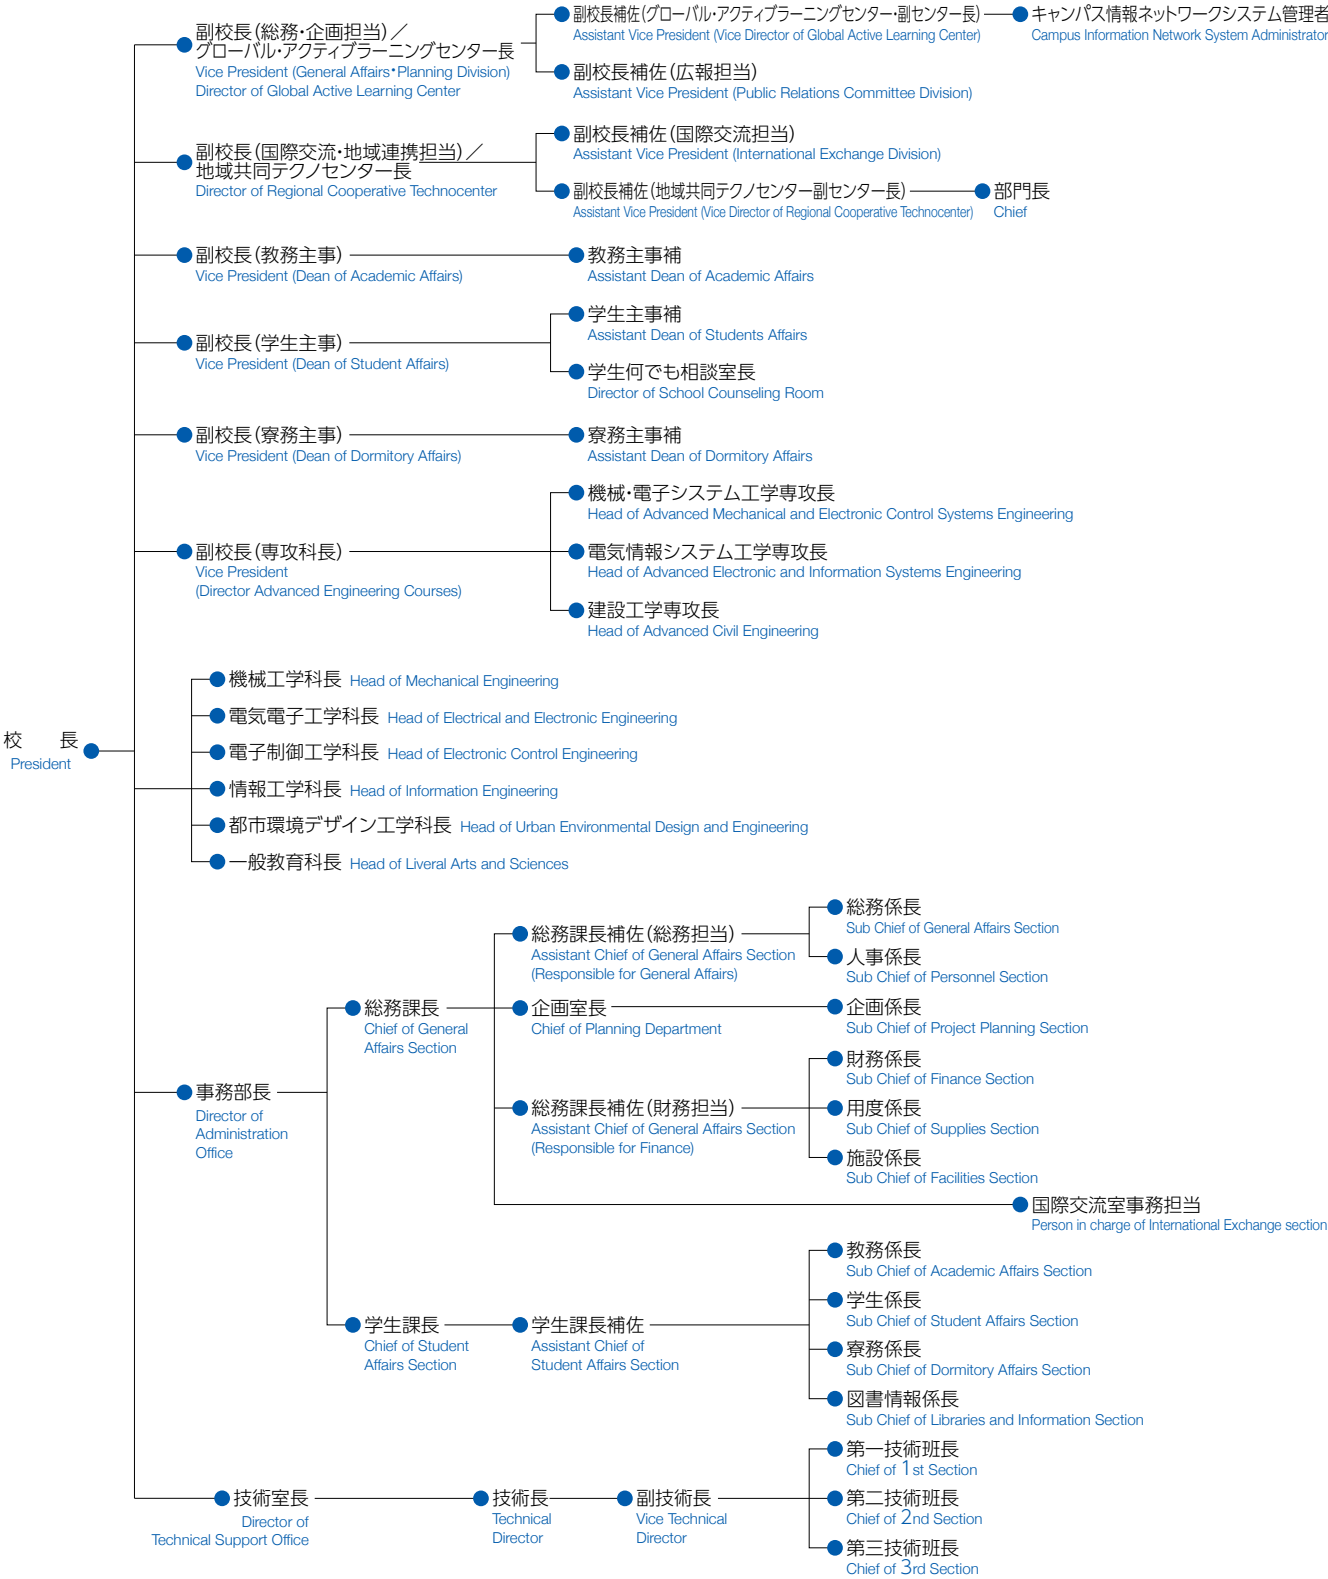 副校長(総務・企画担当)／
グローバル・アクティブラーニングセンター長
Vice President (General Affairs・Planning Division)
Director of Global Active Learning Center
副校長補佐(グローバル・アクティブラーニングセンター・副センター長)
Assistant Vice President (Vice Director of Global Active Learning Center)
キャンパス情報ネットワークシステム管理者
Campus Information Network System Administrator
副校長補佐(広報担当)
Assistant Vice President (Public Relations Committee Division)
副校長(国際交流・地域連携担当)／
地域共同テクノセンター長
Director of Regional Cooperative Technocenter
副校長補佐(国際交流担当)
Assistant Vice President (International Exchange Division)
副校長補佐(地域共同テクノセンター副センター長)
Assistant Vice President (Vice Director of Regional Cooperative Technocenter)
部門長
Chief
副校長(教務主事)
Vice President (Dean of Academic Affairs)
教務主事補
Assistant Dean of Academic Affairs
副校長(学生主事)
Vice President (Dean of Student Affairs)
学生主事補
Assistant Dean of Students Affairs
学生何でも相談室長
Director of School Counseling Room
副校長(寮務主事)
Vice President (Dean of Dormitory Affairs)
寮務主事補
Assistant Dean of Dormitory Affairs
副校長(専攻科長)
Vice President
(Director Advanced Engineering Courses)
機械・電子システム工学専攻長
Head of Advanced Mechanical and Electronic Control Systems Engineering
電気情報システム工学専攻長
Head of Advanced Electronic and Information Systems Engineering
建設工学専攻長
Head of Advanced Civil Engineering
校　長
President
機械工学科長 Head of Mechanical Engineering
電気電子工学科長 Head of Electrical and Electronic Engineering
電子制御工学科長 Head of Electronic Control Engineering
情報工学科長 Head of Information Engineering
都市環境デザイン工学科長 Head of Urban Environmental Design and Engineering
一般教育科長 Head of Liveral Arts and Sciences
事務部長
Director of
Administration
Office
総務課長
Chief of General
Affairs Section
総務課長補佐(総務担当)
Assistant Chief of General Affairs Section
(Responsible for General Affairs)
総務係長
Sub Chief of General Affairs Section
人事係長
Sub Chief of Personnel Section
企画室長
Chief of Planning Department
企画係長
Sub Chief of Project Planning Section
総務課長補佐(財務担当)
Assistant Chief of General Affairs Section
(Responsible for Finance)
財務係長
Sub Chief of Finance Section
用度係長
Sub Chief of Supplies Section
施設係長
Sub Chief of Facilities Section
国際交流室事務担当
Person in charge of International Exchange section
学生課長
Chief of Student
Affairs Section
学生課長補佐
Assistant Chief of
Student Affairs Section
教務係長
Sub Chief of Academic Affairs Section
学生係長
Sub Chief of Student Affairs Section
寮務係長
Sub Chief of Dormitory Affairs Section
図書情報係長
Sub Chief of Libraries and Information Section
技術室長
Director of
Technical Support Office
技術長
Technical
Director
副技術長
Vice Technical
Director
第一技術班長
Chief of 1st Section
第二技術班長
Chief of 2nd Section
第三技術班長
Chief of 3rd Section